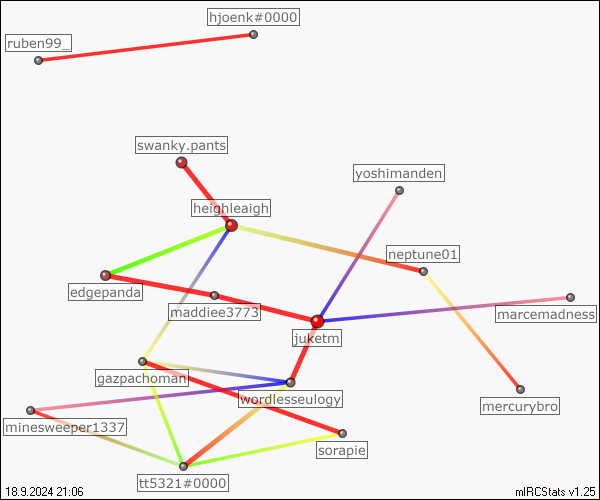 hjoenk#0000
ruben99_
swanky.pants
yoshimanden
heighleaigh
neptune01
edgepanda
maddiee3773
marcemadness
juketm
gazpachoman
wordlesseulogy
mercurybro
minesweeper1337
sorapie
tt5321#0000
18.9.2024 21:06
mIRCStats v1.25